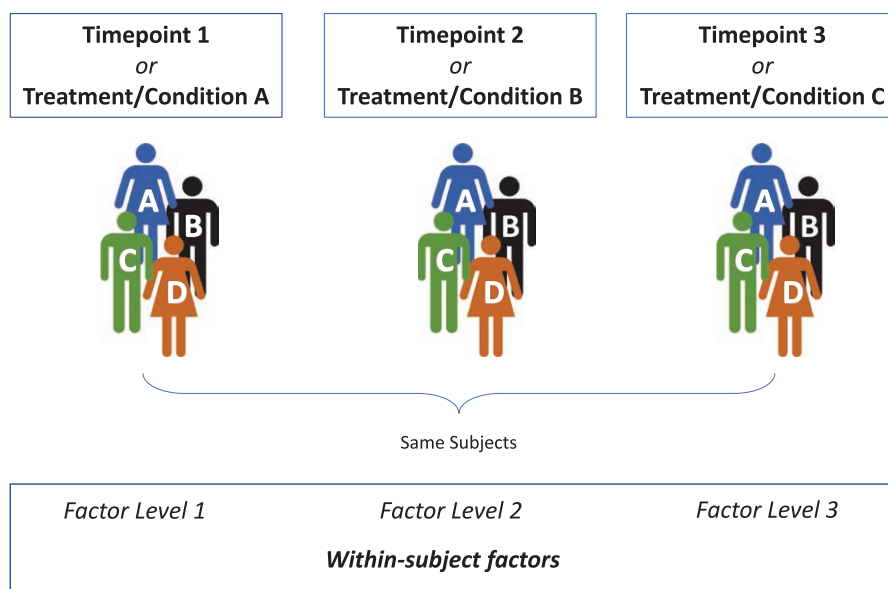 Timepoint 1
or
Treatment/Condition A
Timepoint 2
or
Treatment/Condition B
Timepoint 3
or
Treatment/Condition C
A
B
C
D
A
B
C
D
A
B
C
D
Same Subjects
Factor Level 1
Factor Level 2
Factor Level 3
Within-subject factors